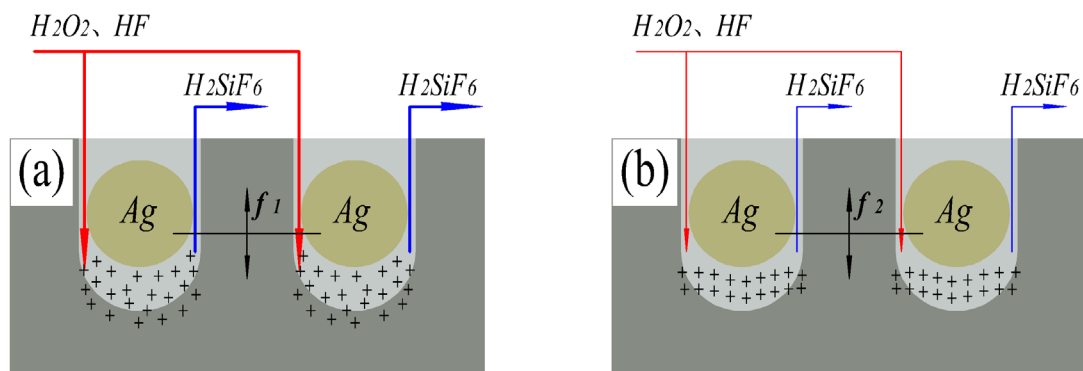 H2O2、HF
H2SiF6
H2SiF6
(a)
Ag
f1
Ag
H2O2、HF
H2SiF6
H2SiF6
(b)
Ag
f2
Ag